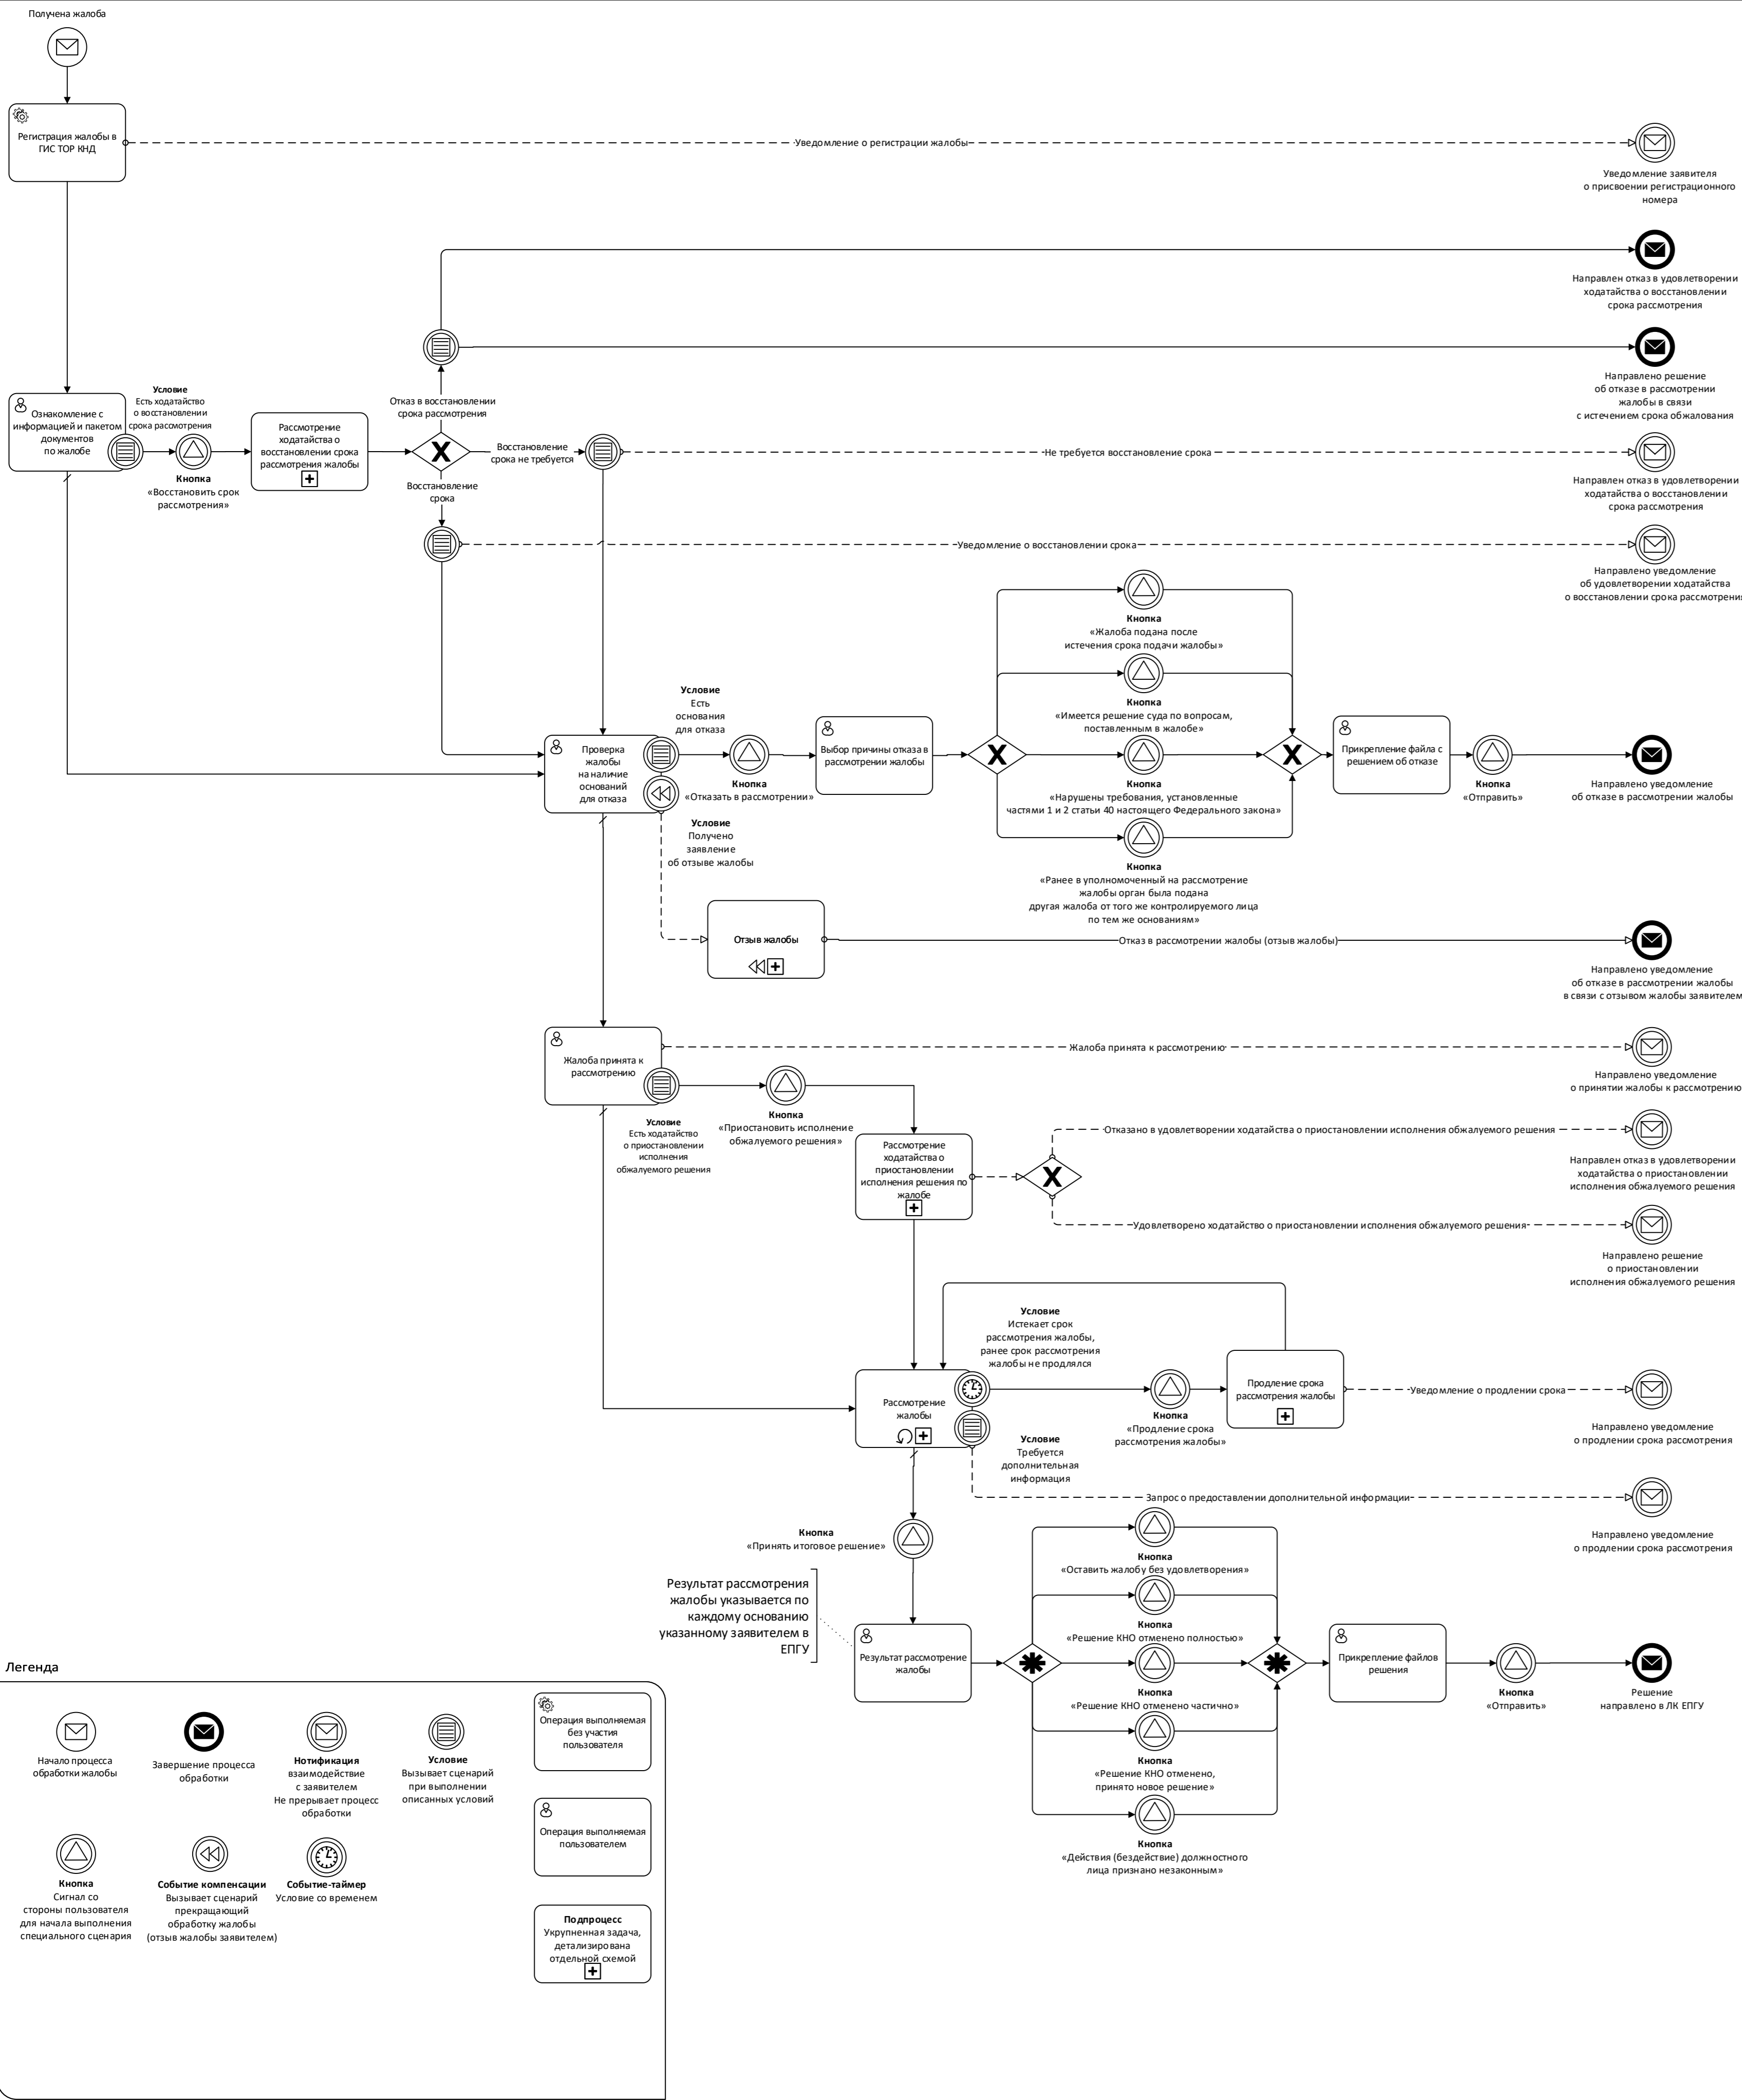 Получена жалоба
Регистрация жалобы в
ГИС ТОР КНД
Уведомление о регистрации жалобы
Уведомление заявителя
о присвоении регистрационного
номера
Направлен отказ в удовлетворении
ходатайства о восстановлении
срока рассмотрения
Направлено решение
об отказе в рассмотрении
жалобы в связи
с истечением срока обжалования
Ознакомление с
информацией и пакетом
документов
по жалобе
Условие
Есть ходатайство
о восстановлении
срока рассмотрения
Кнопка
«Восстановить срок
рассмотрения»
Рассмотрение
ходатайства о
восстановлении срока
рассмотрения жалобы
Отказ в восстановлении
срока рассмотрения
Восстановление
срока не требуется
Восстановление
срока
Не требуется восстановление срока
Направлен отказ в удовлетворении
ходатайства о восстановлении
срока рассмотрения
Уведомление о восстановлении срока
Направлено уведомление
об удовлетворении ходатайства
о восстановлении срока рассмотрения
Проверка
жалобы
на наличие
оснований
для отказа
Условие
Есть
основания
для отказа
Кнопка
«Отказать в рассмотрении»
Условие
Получено
заявление
об отзыве жалобы
Выбор причины отказа в
рассмотрении жалобы
Кнопка
«Жалоба подана после
истечения срока подачи жалобы»
Кнопка
«Имеется решение суда по вопросам,
поставленным в жалобе»
Кнопка
«Нарушены требования, установленные
частями 1 и 2 статьи 40 настоящего Федерального закона»
Кнопка
«Ранее в уполномоченный на рассмотрение
жалобы орган была подана
другая жалоба от того же контролируемого лица
по тем же основаниям»
Прикрепление файла с
решением об отказе
Кнопка
«Отправить»
Направлено уведомление
об отказе в рассмотрении жалобы
Отзыв жалобы
Отказ в рассмотрении жалобы (отзыв жалобы)
Направлено уведомление
об отказе в рассмотрении жалобы
в связи с отзывом жалобы заявителем
Жалоба принята к
рассмотрению
Жалоба принята к рассмотрению
Направлено уведомление
о принятии жалобы к рассмотрению
Условие
Есть ходатайство
о приостановлении
исполнения
обжалуемого решения
Кнопка
«Приостановить исполнение
обжалуемого решения»
Рассмотрение
ходатайства о
приостановлении
исполнения решения по
жалобе
Отказано в удовлетворении ходатайства о приостановлении исполнения обжалуемого решения
Направлен отказ в удовлетворении
ходатайства о приостановлении
исполнения обжалуемого решения
Удовлетворено ходатайство о приостановлении исполнения обжалуемого решения
Направлено решение
о приостановлении
исполнения обжалуемого решения
Рассмотрение
жалобы
Условие
Истекает срок
рассмотрения жалобы,
ранее срок рассмотрения
жалобы не продлялся
Кнопка
«Продление срока
рассмотрения жалобы»
Продление срока
рассмотрения жалобы
Уведомление о продлении срока
Направлено уведомление
о продлении срока рассмотрения
Условие
Требуется
дополнительная
информация
Запрос о предоставлении дополнительной информации
Направлено уведомление
о продлении срока рассмотрения
Кнопка
«Принять итоговое решение»
Результат рассмотрения
жалобы указывается по
каждому основанию
указанному заявителем в
ЕПГУ
Результат рассмотрение
жалобы
Кнопка
«Оставить жалобу без удовлетворения»
Кнопка
«Решение КНО отменено полностью»
Кнопка
«Решение КНО отменено частично»
Кнопка
«Решение КНО отменено,
принято новое решение»
Кнопка
«Действия (бездействие) должностного
лица признано незаконным»
Прикрепление файлов
решения
Кнопка
«Отправить»
Решение
направлено в ЛК ЕПГУ
Легенда
Начало процесса
обработки жалобы
Завершение процесса
обработки
Нотификация
взаимодействие
с заявителем
Не прерывает процесс
обработки
Условие
Вызывает сценарий
при выполнении
описанных условий
Операция выполняемая
без участия
пользователя
Операция выполняемая
пользователем
Кнопка
Сигнал со
стороны пользователя
для начала выполнения
специального сценария
Событие компенсации
Вызывает сценарий
прекращающий
обработку жалобы
(отзыв жалобы заявителем)
Событие-таймер
Условие со временем
Подпроцесс
Укрупненная задача,
детализирована
отдельной схемой